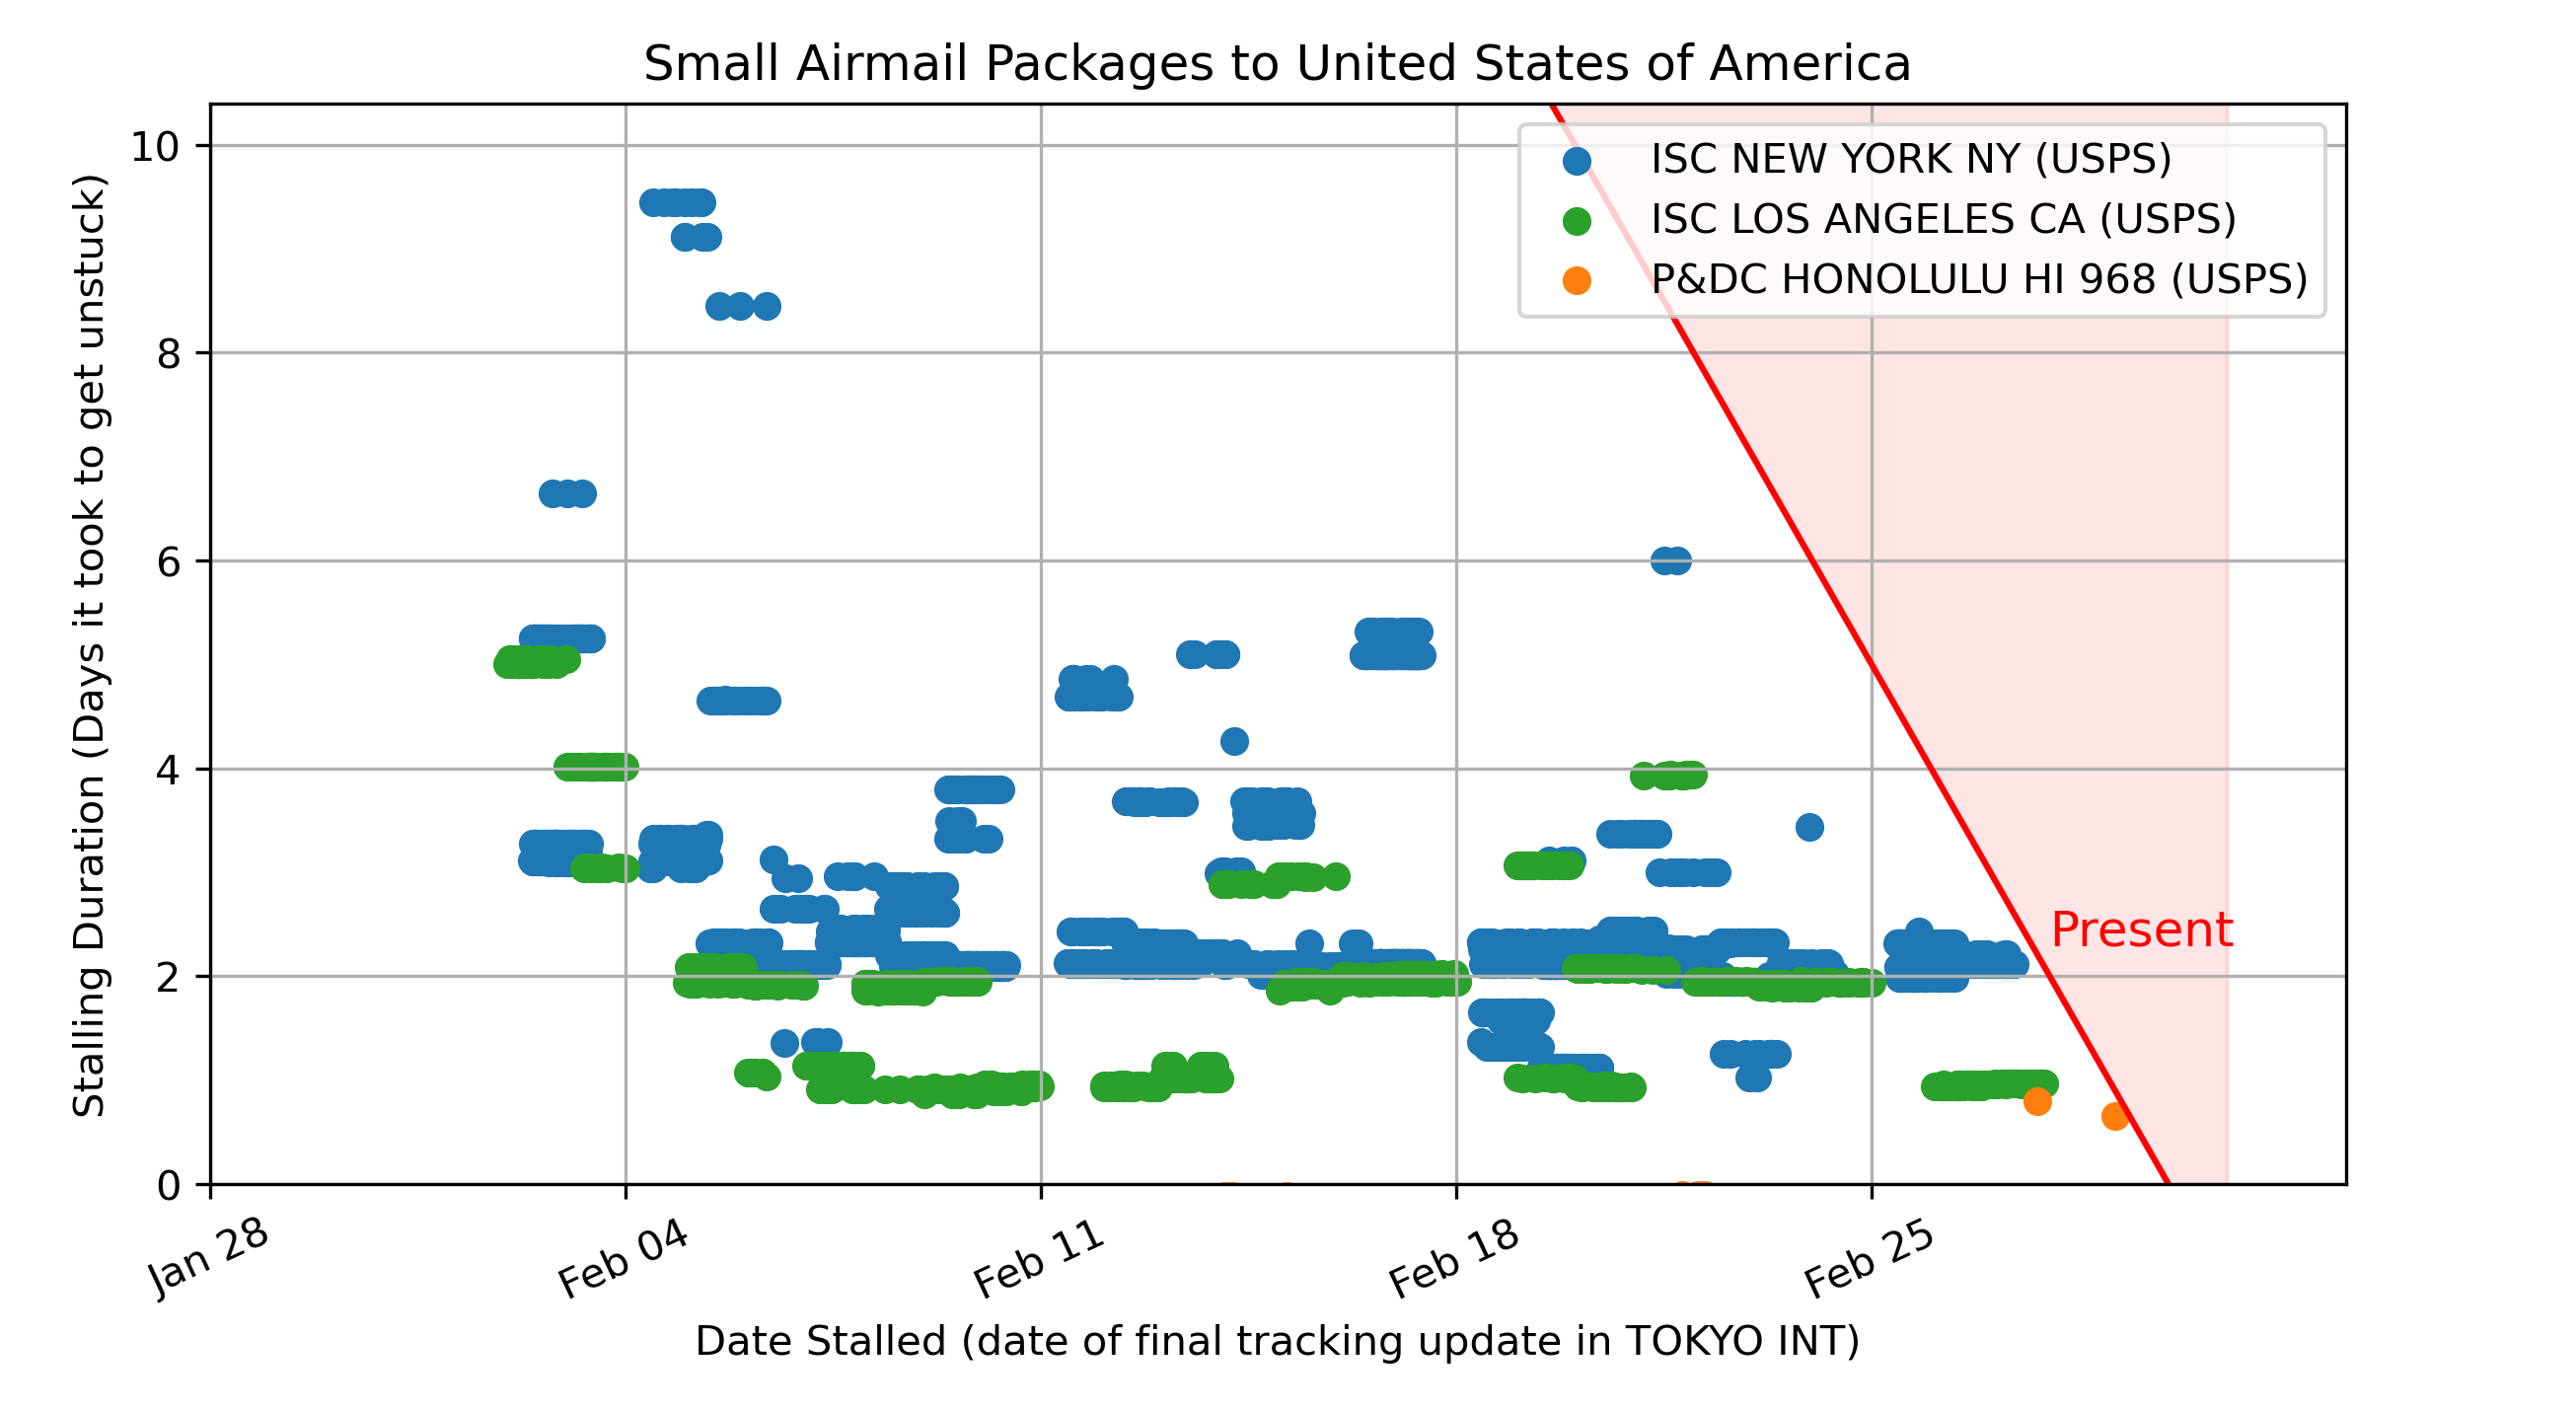 Small Airmail Packages to United States of America
Stalling Duration (Days it took to get unstuck)
10
8
6
4
2
0
ISC NEW YORK NY (USPS)
ISC LOS ANGELES CA (USPS)
P&DC HONOLULU HI 968 (USPS)
Present
Jan 28
Feb 04
Feb 11
Feb 18
Feb 25
Date Stalled (date of final tracking update in TOKYO INT)